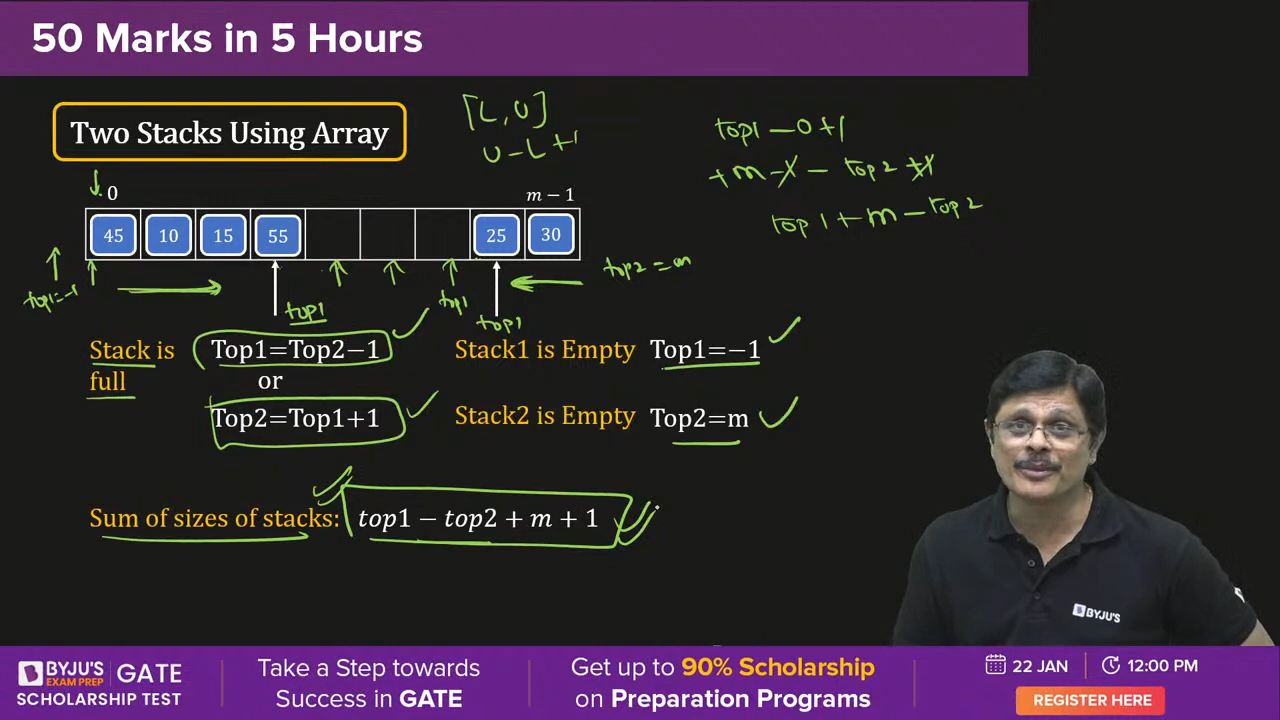 50 Marks in 5 Hours
Two Stacks Using Array
[L, U]
U - L + 1
top1 - 0 + 1
+ m - 1 - top2 + 1
top1 + m - top2
0
m − 1
45 10 15 55 25 30
top1=-1
top1
top1
top1
top2 = m
Stack is full
Top1=Top2−1
or
Top2=Top1+1
Stack1 is Empty Top1=−1
Stack2 is Empty Top2=m
Sum of sizes of stacks: top1 − top2 + m + 1
BYJU'S
BYJU'S EXAM PREP GATE
SCHOLARSHIP TEST
Take a Step towards
Success in GATE
Get up to 90% Scholarship
on Preparation Programs
22 JAN 12:00 PM
REGISTER HERE